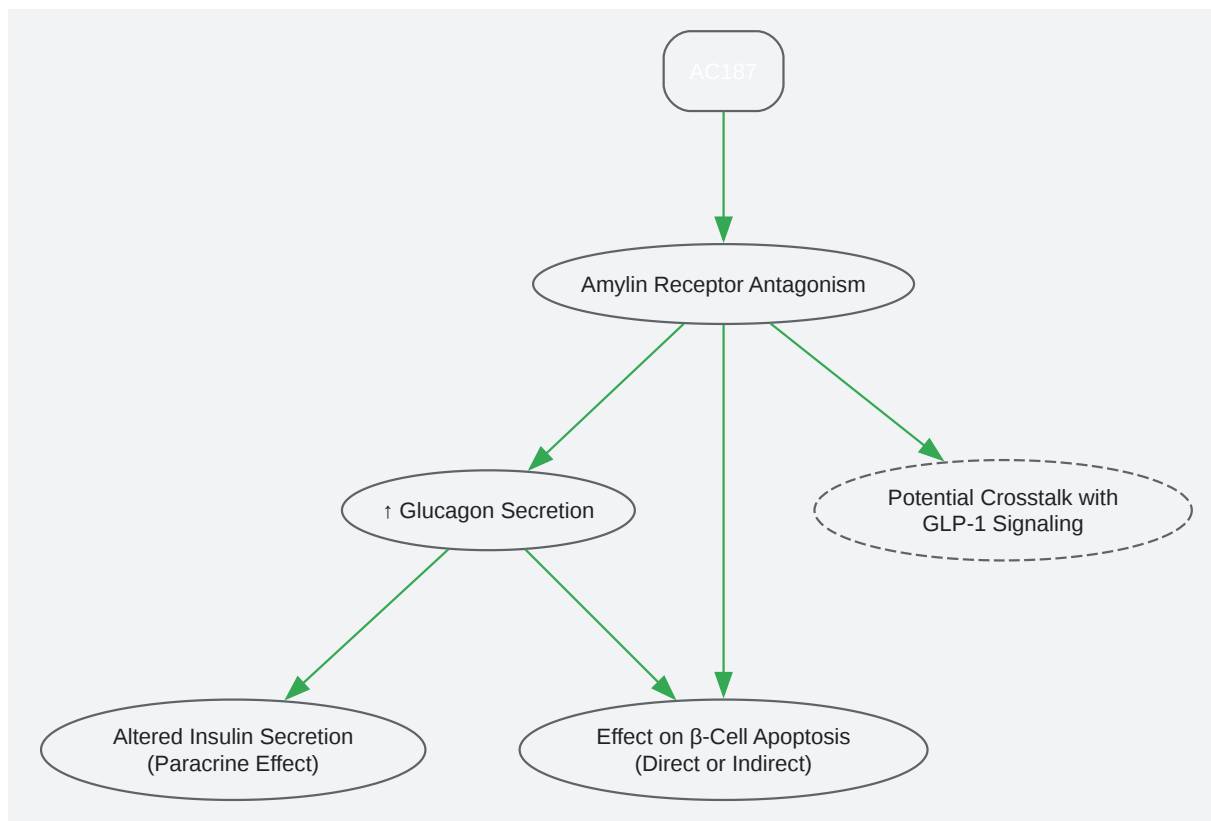 AC187
Amylin Receptor Antagonism
↑ Glucagon Secretion
Potential Crosstalk with
GLP-1 Signaling
Altered Insulin Secretion
(Paracrine Effect)
Effect on β-Cell Apoptosis
(Direct or Indirect)